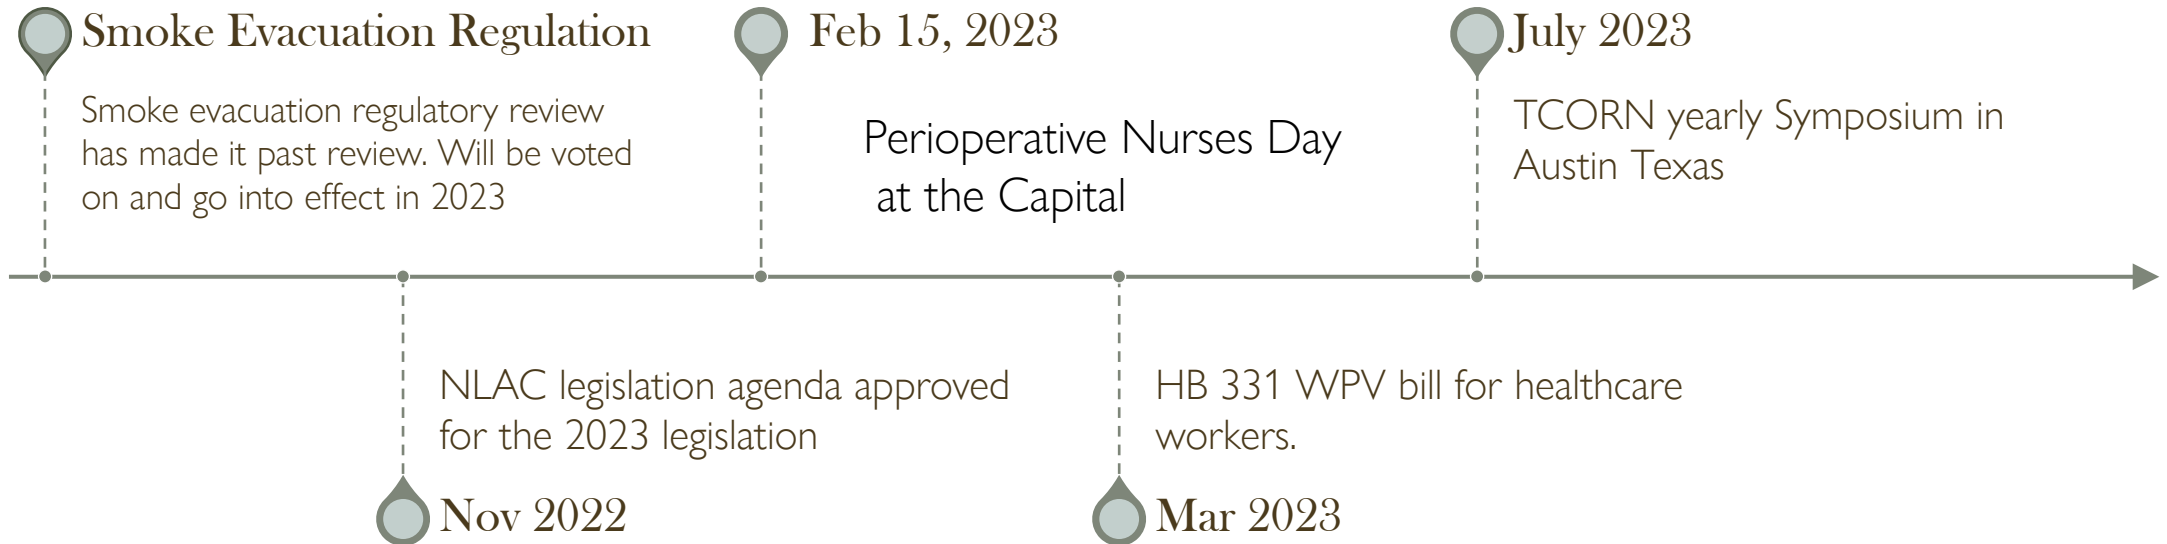 Smoke Evacuation Regulation
Smoke evacuation regulatory review
has made it past review. Will be voted
on and go into effect in 2023
NLAC legislation agenda approved
for the 2023 legislation
Nov 2022
Feb 15, 2023
Perioperative Nurses Day
at the Capital
HB 331 WPV bill for healthcare
workers.
Mar 2023
July 2023
TCORN yearly Symposium in
Austin Texas